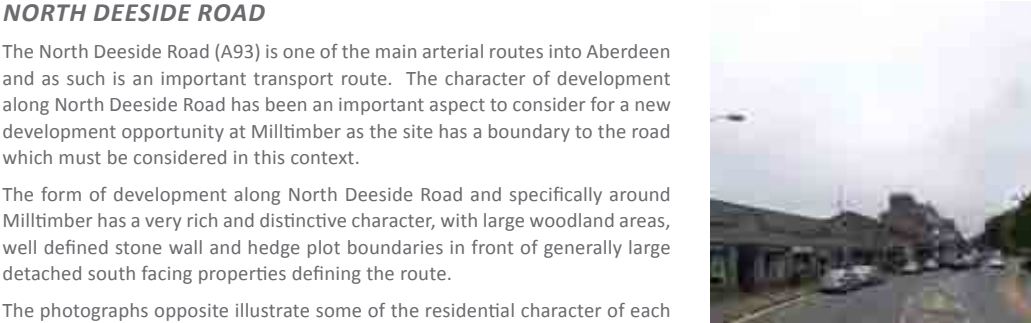 NORTH DEESIDE ROAD
The North Deeside Road (A93) is one of the main arterial routes into Aberdeen
and as such is an important transport route. The character of development
along North Deeside Road has been an important aspect to consider for a new
development opportunity at Milltimber as the site has a boundary to the road
which must be considered in this context.
The form of development along North Deeside Road and specifically around
Milltimber has a very rich and distinctive character, with large woodland areas,
well defined stone wall and hedge plot boundaries in front of generally large
detached south facing properties defining the route.
The photographs opposite illustrate some of the residential character of each